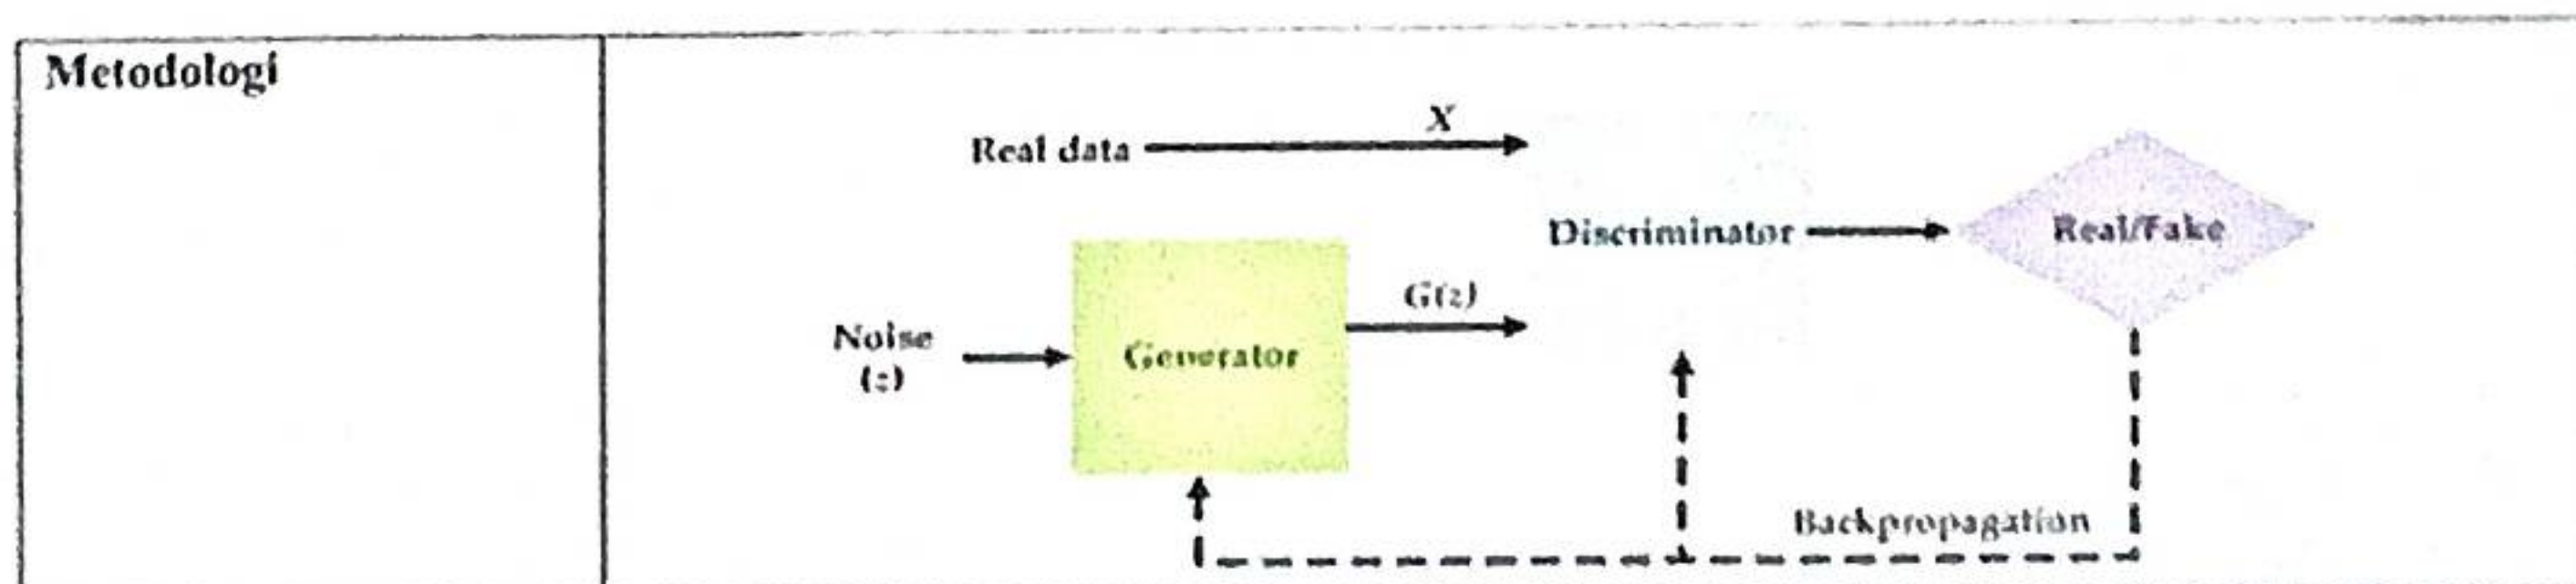 Metodologi
Real data
X
Discriminator
Real/Fake
G(z)
Noise
(z)
Generator
Backpropagation